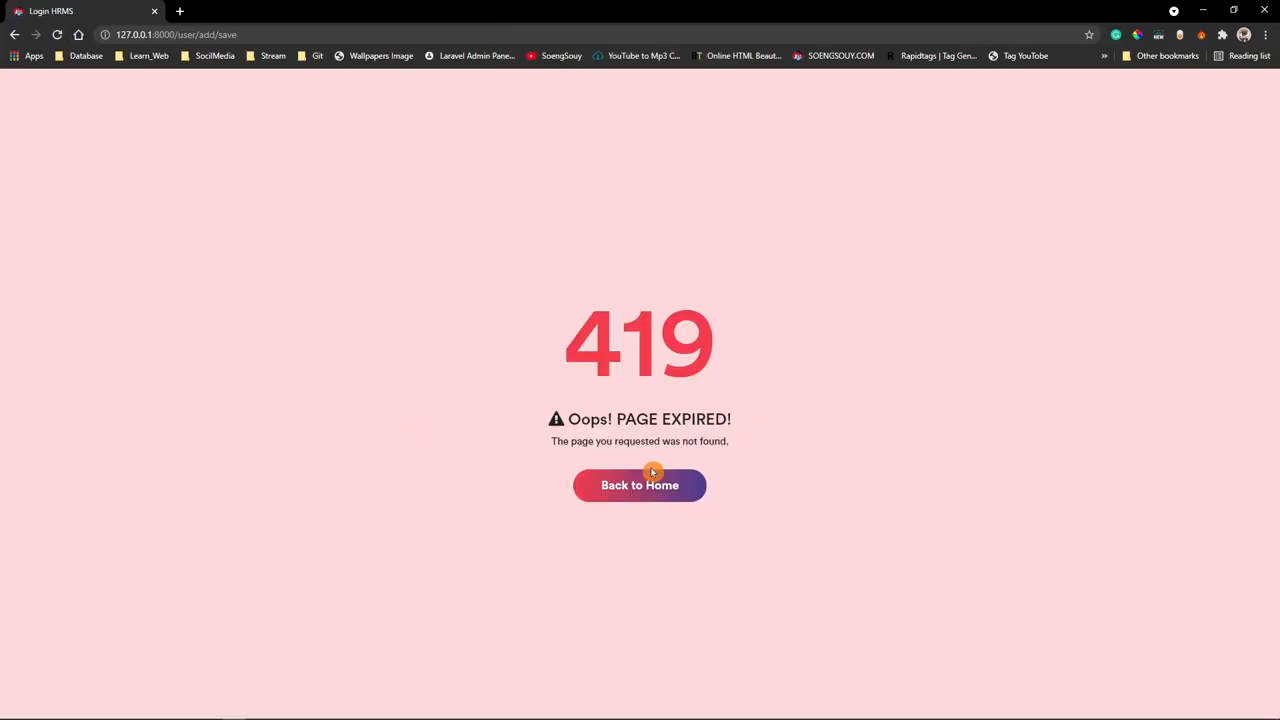 Login HRMS
127.0.0.1:8000/user/add/save
Apps Database Learn_Web SocilMedia Stream Git Wallpapers Image Laravel Admin Pane... SoengSouy YouTube to Mp3 C... Online HTML Beaut... SOENGSOUY.COM Rapidtags | Tag Gen... Tag YouTube » Other bookmarks Reading list
419
Oops! PAGE EXPIRED!
The page you requested was not found.
Back to Home